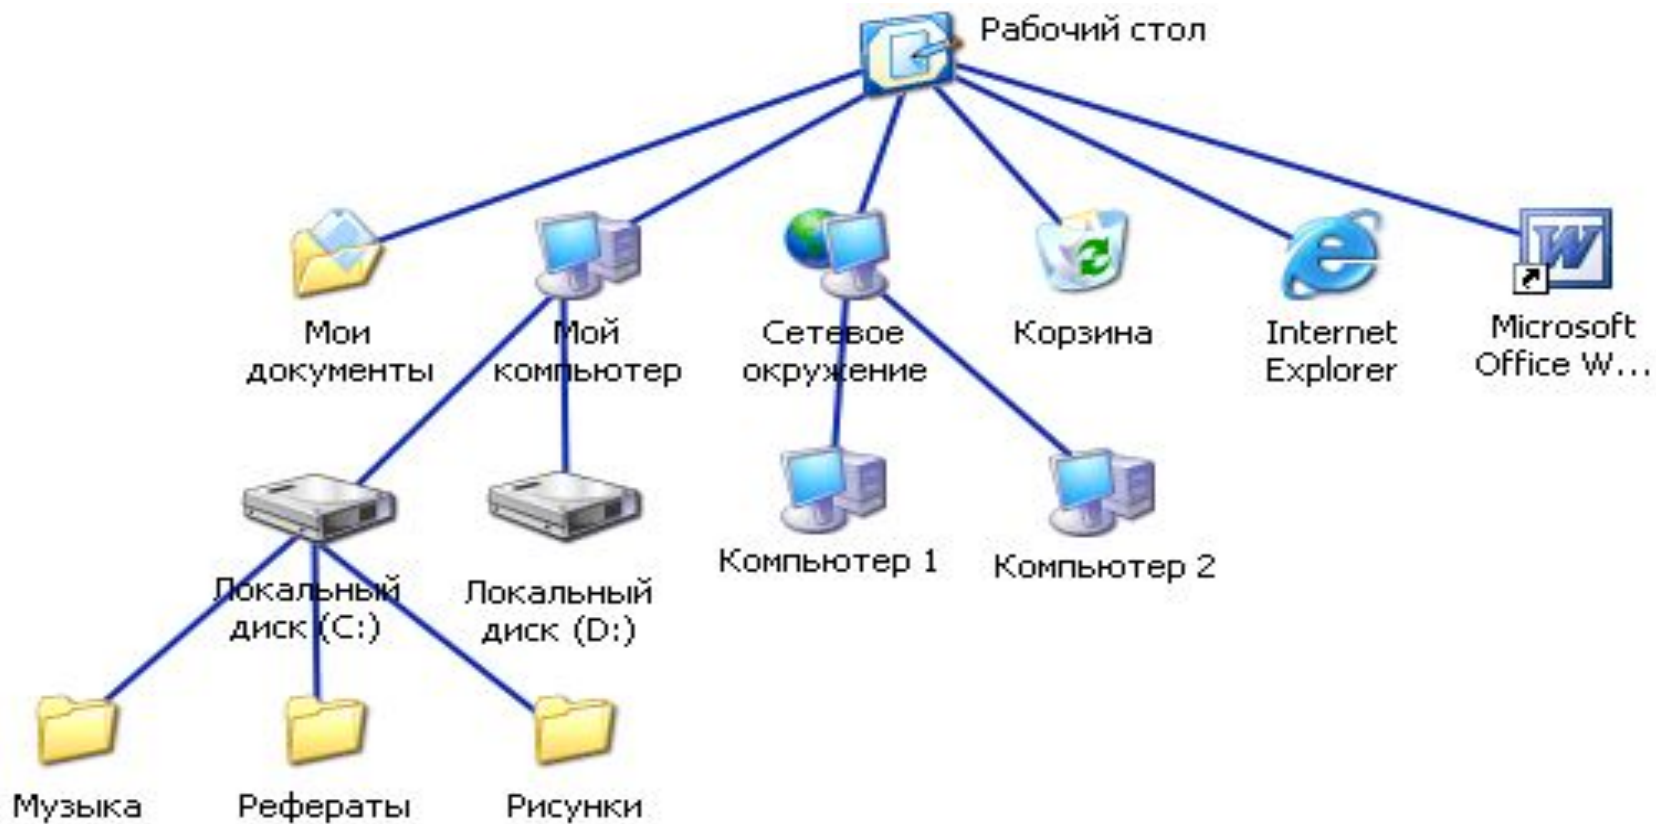 Рабочий стол
Мои
документы
Мой
компьютер
Сетевое
окружение
Корзина
Internet
Explorer
Microsoft
Office W...
Локальный
диск (C:)
Локальный
диск (D:)
Компьютер 1
Компьютер 2
Музыка
Рефераты
Рисунки